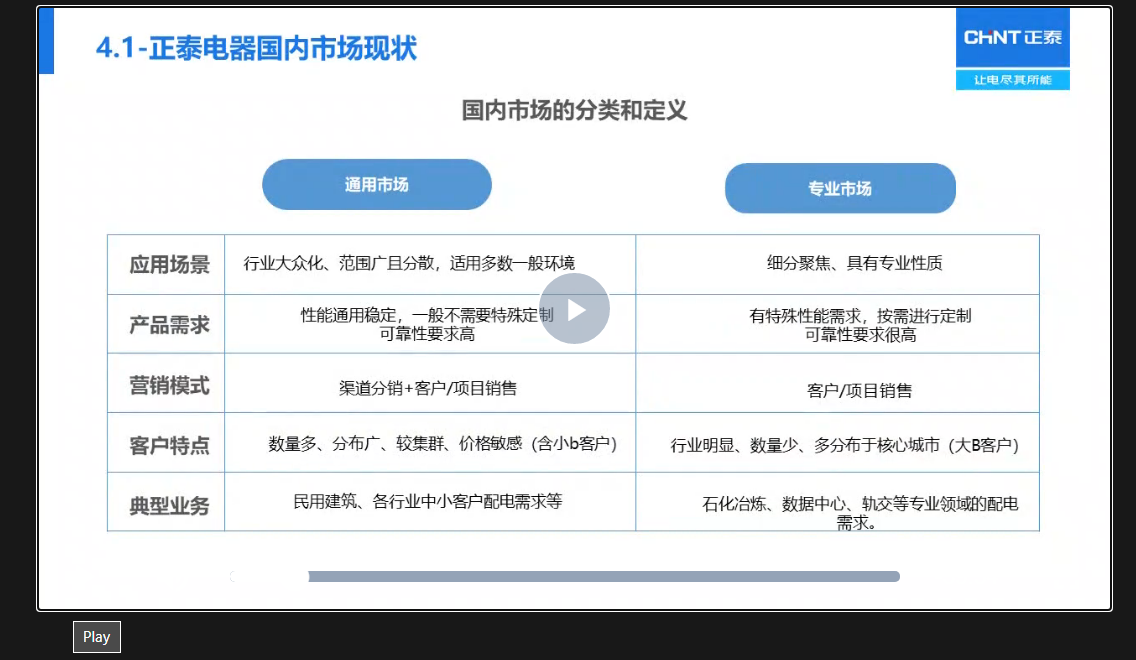 4.1-正泰电器国内市场现状
CHNT 正泰
让电尽其所能
国内市场的分类和定义
通用市场
专业市场
应用场景
行业大众化、范围广且分散，适用多数一般环境
细分聚焦、具有专业性质
产品需求
性能通用稳定，一般不需要特殊定制
可靠性要求高
有特殊性能需求，按需进行定制
可靠性要求很高
营销模式
渠道分销+客户/项目销售
客户/项目销售
客户特点
数量多、分布广、较集群、价格敏感（含小b客户）
行业明显、数量少、多分布于核心城市（大B客户）
典型业务
民用建筑、各行业中小客户配电需求等
石化冶炼、数据中心、轨交等专业领域的配电
需求。
Play